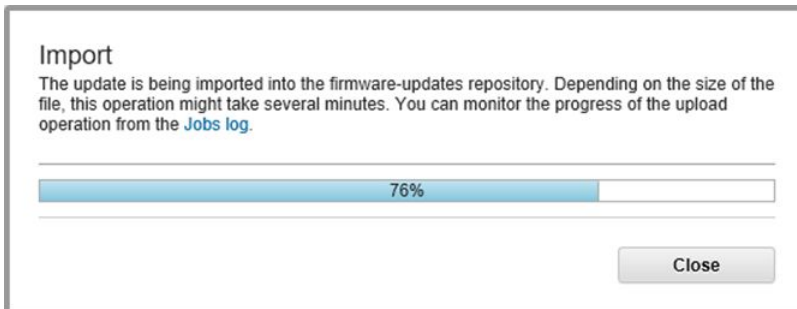 Import
The update is being imported into the firmware-updates repository. Depending on the size of the
file, this operation might take several minutes. You can monitor the progress of the upload
operation from the Jobs log.
76%
Close